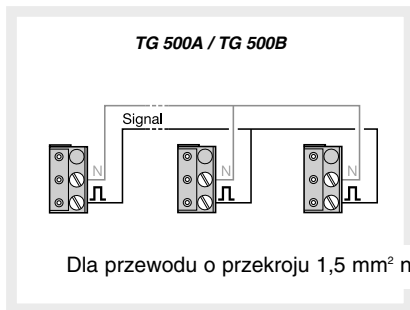 TG 500A / TG 500B
Signal
N N N
Dla przewodu o przekroju 1,5 mm²